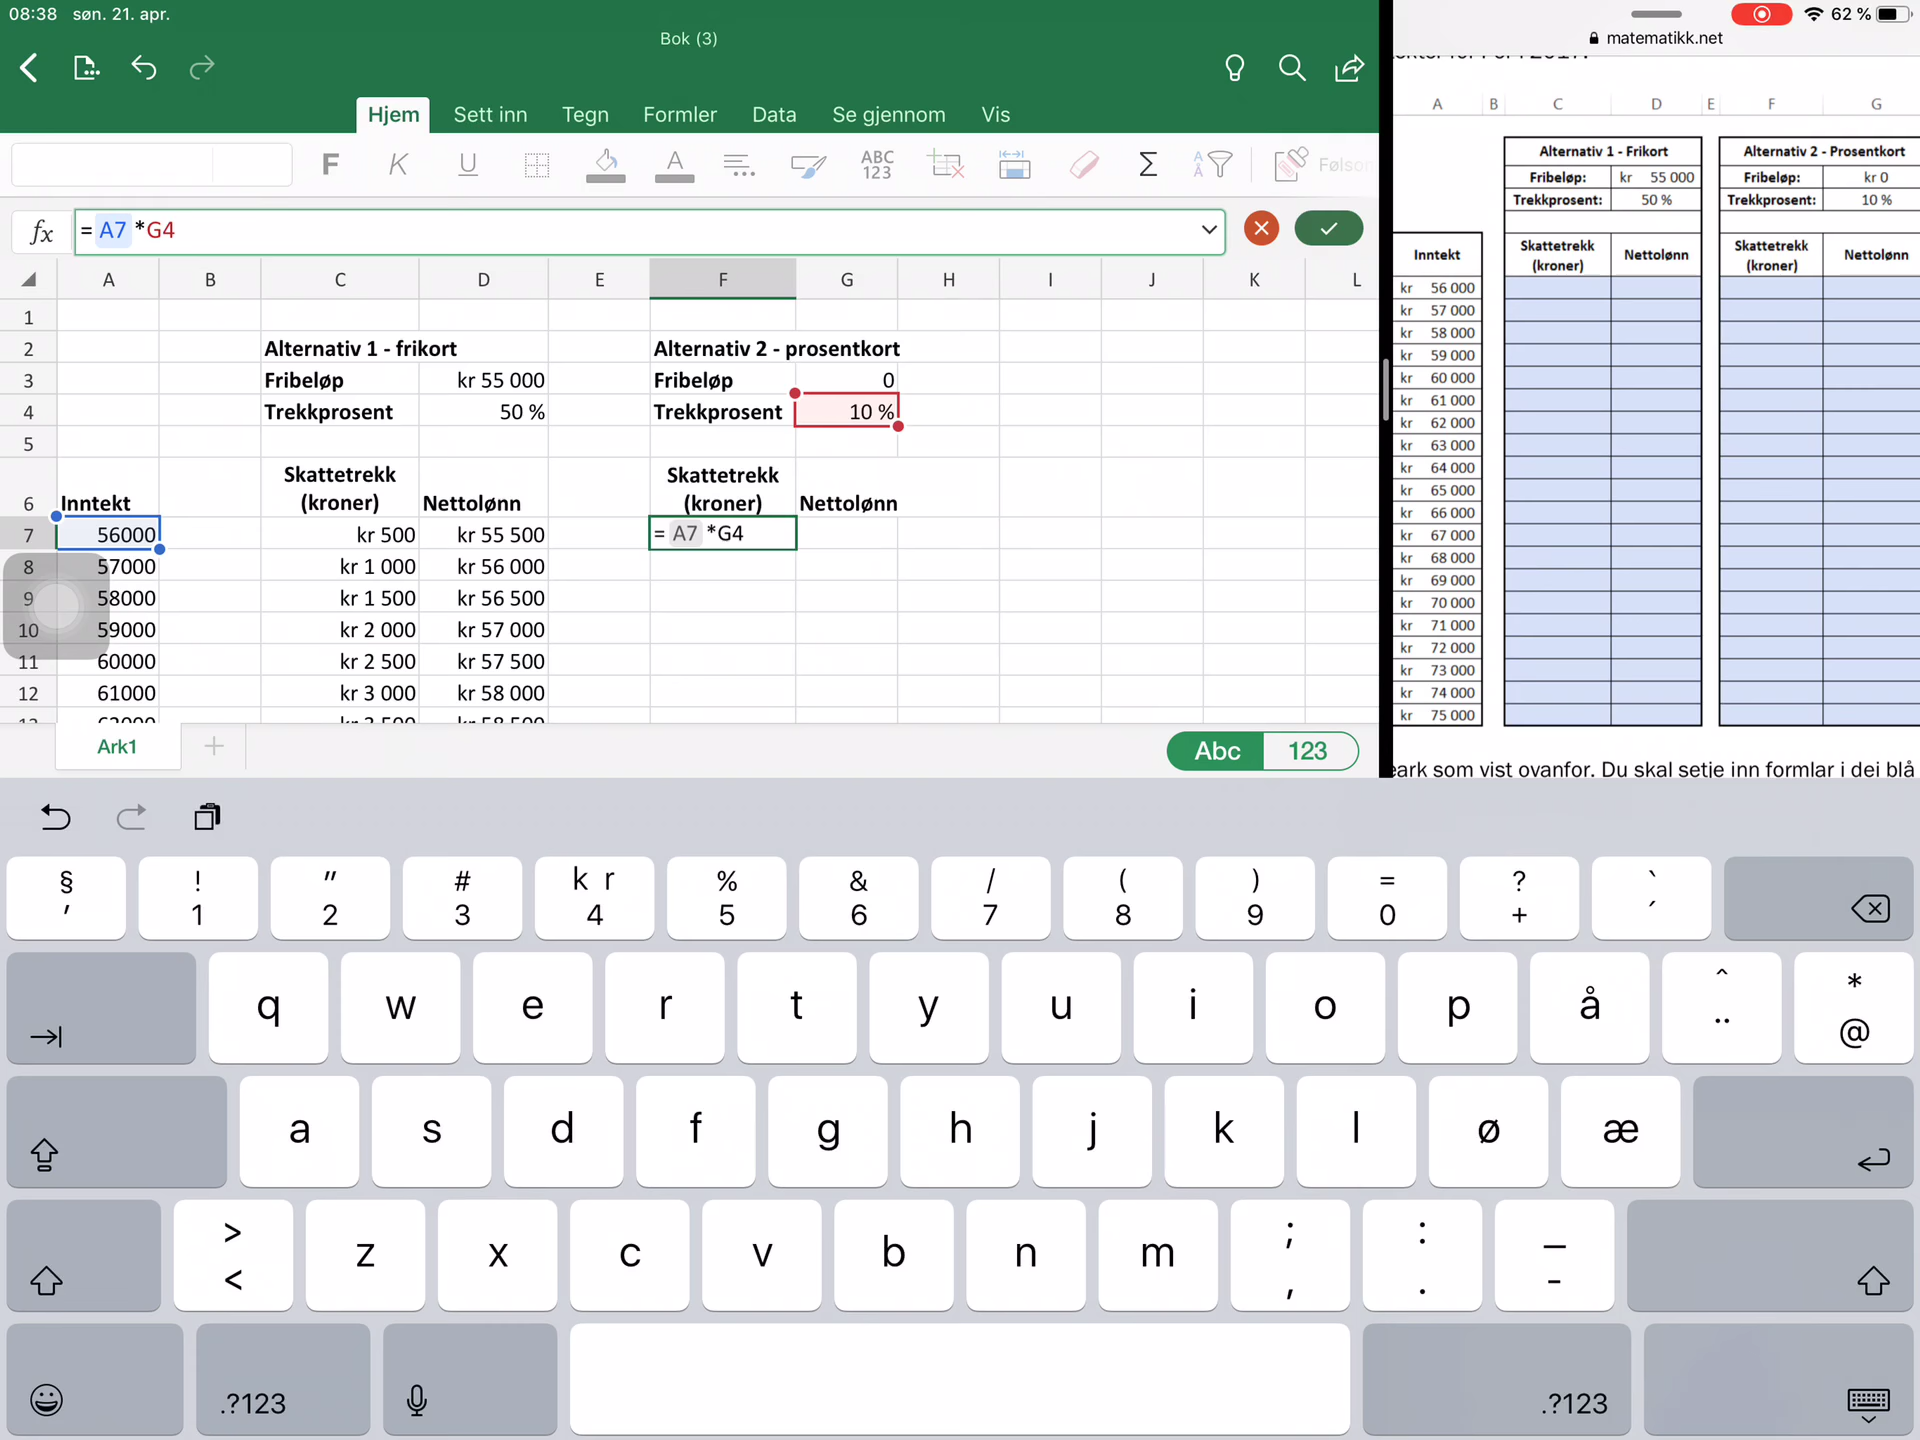 08:38 søn. 21. apr.
Bok (3)
Hjem Sett inn Tegn Formler Data Se gjennom Vis
F K U A ABC 123 Σ
fx =A7*G4
A B C D E F G H I J K L
1
2 Alternativ 1 - frikort Alternativ 2 - prosentkort
3 Fribeløp kr 55 000 Fribeløp 0
4 Trekkprosent 50 % Trekkprosent 10 %
5
Skattetrekk Skattetrekk
6 Inntekt (kroner) Nettolønn (kroner) Nettolønn
7 56000 kr 500 kr 55 500 =A7*G4
8 57000 kr 1 000 kr 56 000
9 58000 kr 1 500 kr 56 500
10 59000 kr 2 000 kr 57 000
11 60000 kr 2 500 kr 57 500
12 61000 kr 3 000 kr 58 000
Ark1 +
Abc 123
62 %
matematikk.net
A B C D E F G
Alternativ 1 - Frikort Alternativ 2 - Prosentkort
Fribeløp: kr 55 000 Fribeløp: kr 0
Trekkprosent: 50 % Trekkprosent: 10 %
Inntekt Skattetrekk (kroner) Nettolønn Skattetrekk (kroner) Nettolønn
kr 56 000
kr 57 000
kr 58 000
kr 59 000
kr 60 000
kr 61 000
kr 62 000
kr 63 000
kr 64 000
kr 65 000
kr 66 000
kr 67 000
kr 68 000
kr 69 000
kr 70 000
kr 71 000
kr 72 000
kr 73 000
kr 74 000
kr 75 000
eark som vist ovanfor. Du skal setje inn formlar i dei blå
§ ! " # k r % & / ( ) = ? `
' 1 2 3 4 5 6 7 8 9 0 + ´
q w e r t y u i o p å ^ ¨ * @
a s d f g h j k l ø æ
> < z x c v b n m ; , : . _ -
.?123 .?123